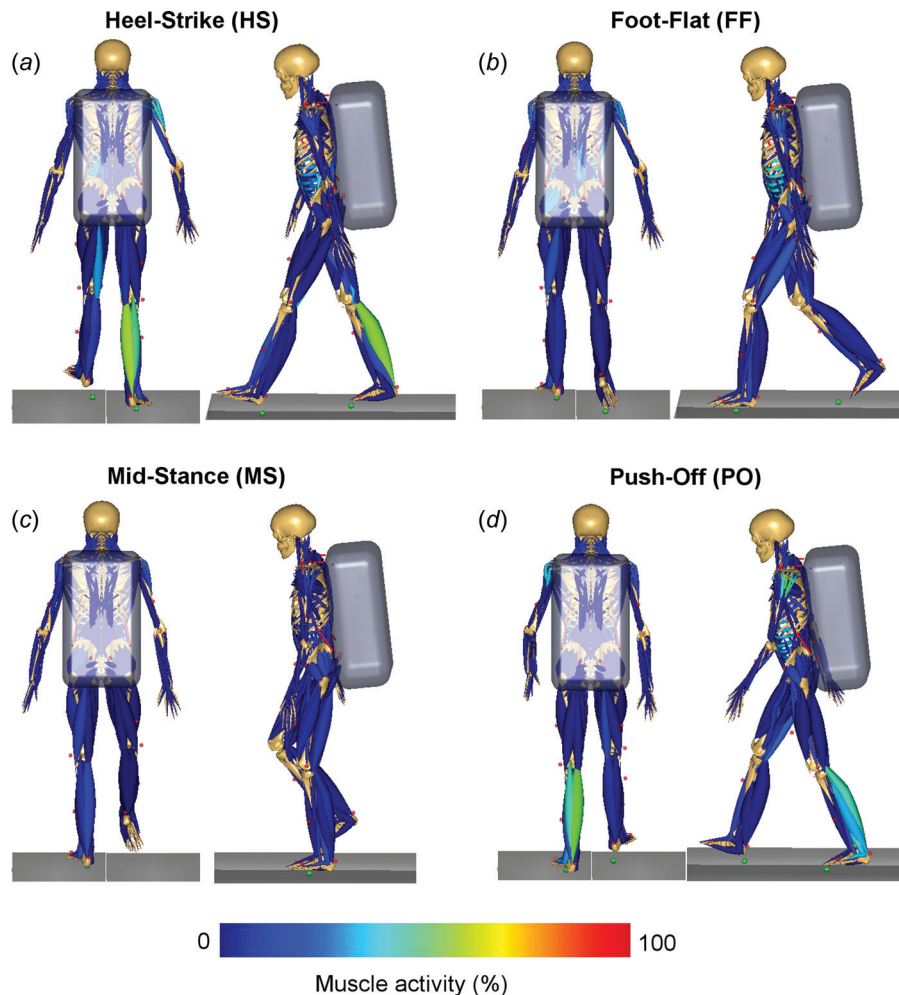 Heel-Strike (HS)
Foot-Flat (FF)
(a)
(b)
Mid-Stance (MS)
Push-Off (PO)
(c)
(d)
0
100
Muscle activity (%)